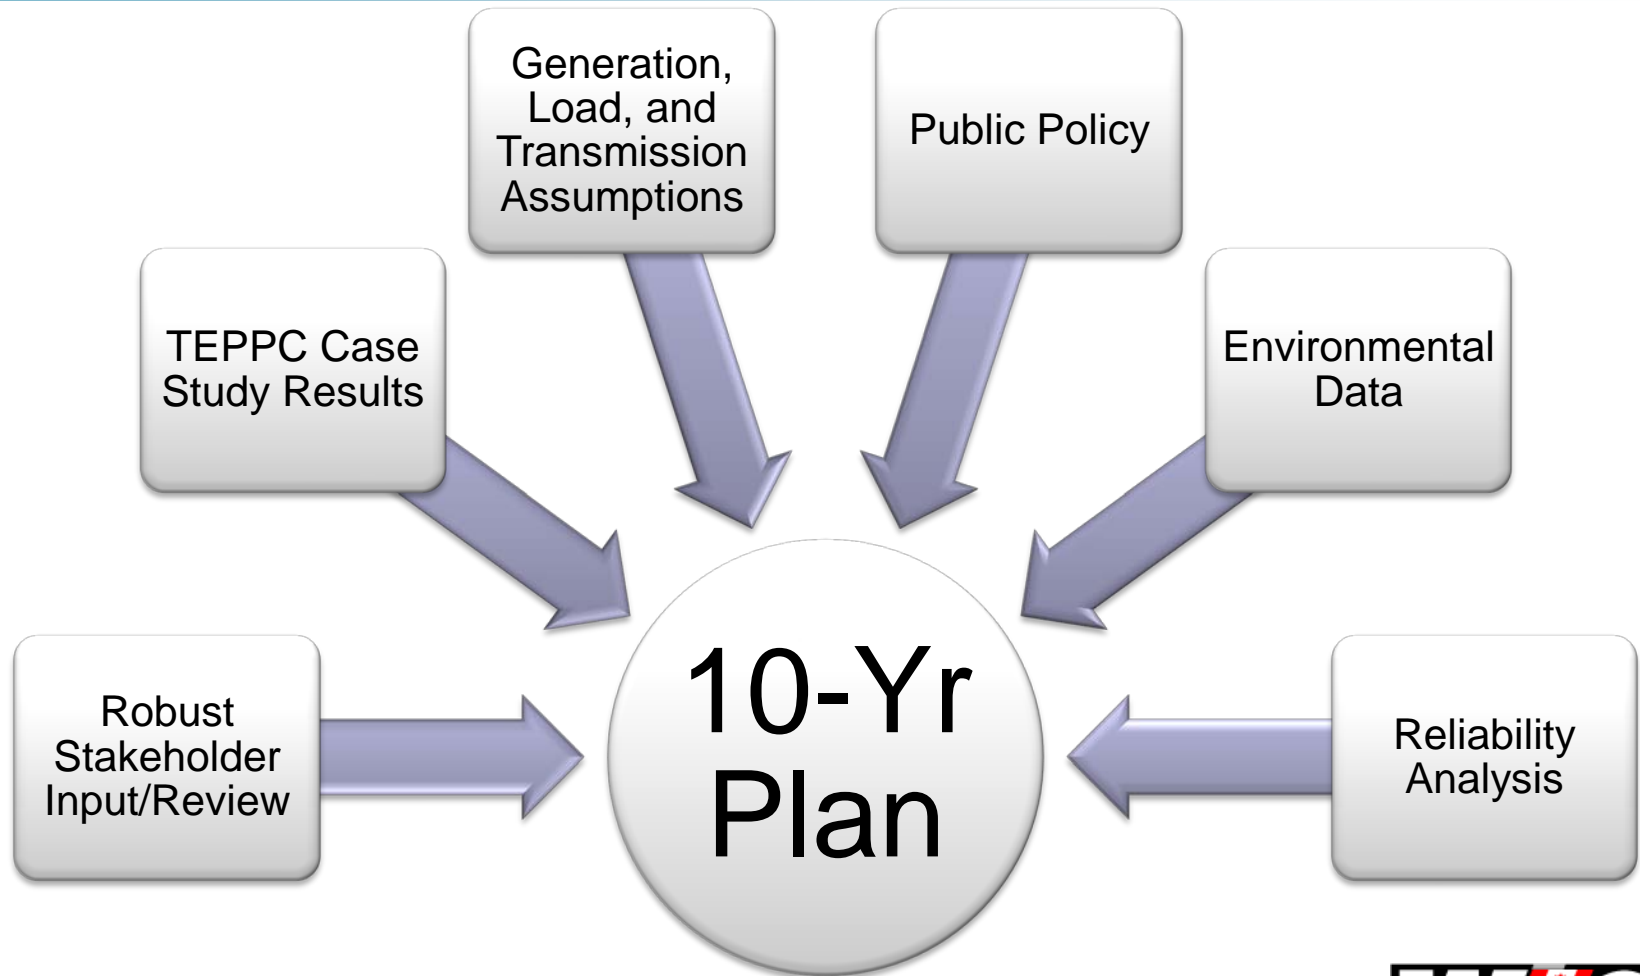 Generation,
Load, and
Transmission
Assumptions
Public Policy
TEPPC Case
Study Results
Environmental
Data
Robust
Stakeholder
Input/Review
10-Yr
Plan
Reliability
Analysis